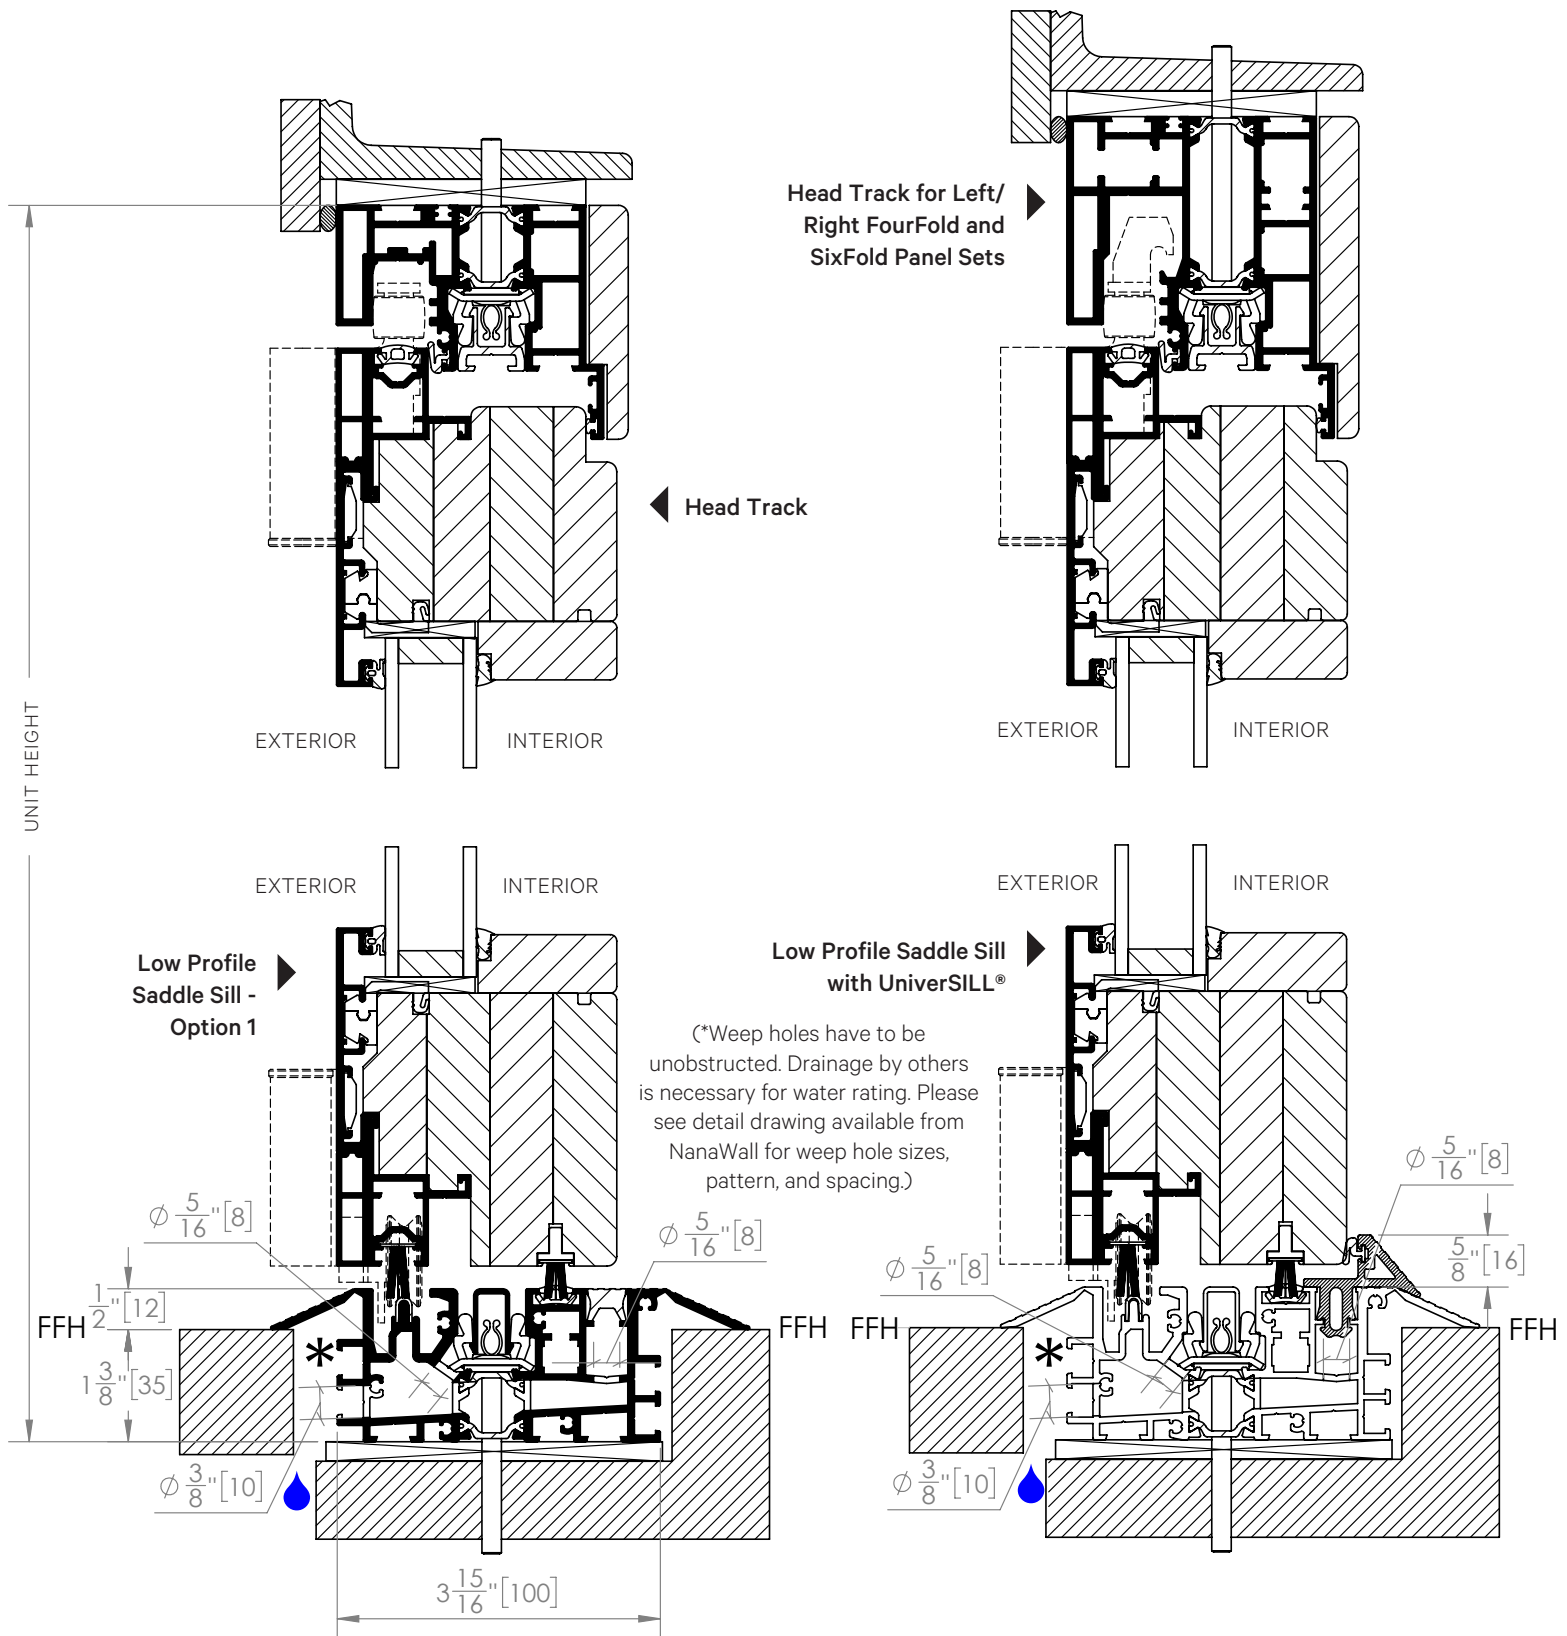 Head Track for Left/
Right FourFold and
SixFold Panel Sets
Head Track
UNIT HEIGHT
EXTERIOR
INTERIOR
EXTERIOR
INTERIOR
EXTERIOR
INTERIOR
EXTERIOR
INTERIOR
Low Profile
Saddle Sill -
Option 1
Low Profile Saddle Sill
with UniverSILL®
(*Weep holes have to be
unobstructed. Drainage by others
is necessary for water rating. Please
see detail drawing available from
NanaWall for weep hole sizes,
pattern, and spacing.)
Ø 5/16" [8]
Ø 5/16" [8]
1/2" [12]
FFH
FFH
*
1 3/8" [35]
Ø 3/8" [10]
3 15/16" [100]
Ø 5/16" [8]
5/8" [16]
Ø 5/16" [8]
FFH
FFH
*
Ø 3/8" [10]